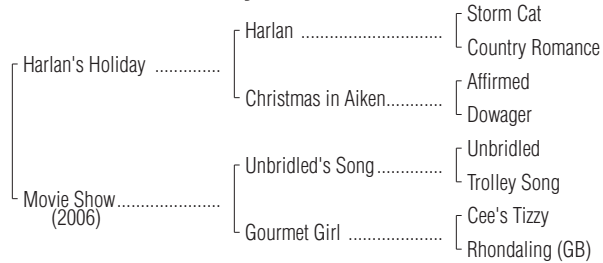 Storm Cat
Harlan ................................
Country Romance
Harlan's Holiday ..............
Affirmed
Christmas in Aiken.............
Dowager
Unbridled
Unbridled's Song ...............
Trolley Song
Movie Show.......................
(2006)
Cee's Tizzy
Gourmet Girl .....................
Rhondaling (GB)